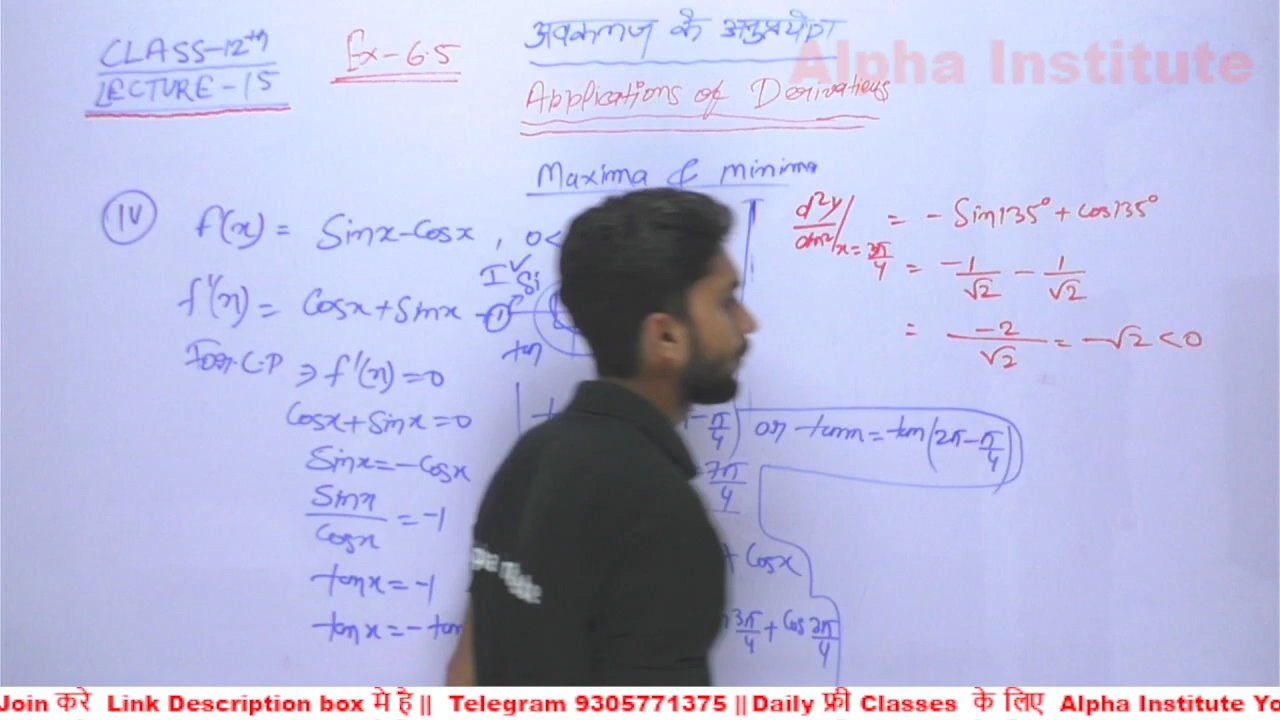 CLASS-12th
LECTURE-15
Ex-6.5
अवकलज के अनुप्रयोग
Applications of Derivatives
Alpha Institute
Maxima & minima
IV
f(x) = Sinx-Cosx , 0<
f'(x) = Cosx+Sinx -①
For C.P ⇒ f'(x)=0
Cosx+Sinx=0
Sinx=-Cosx
Sinx/Cosx = -1
tanx=-1
tanx=-tan
I Si
tan
-π/4) or tanx=tan(2π-π/4)
=7π/4
+ Cosx
3π/4+Cos 3π/4
d²y/dx²/x=3π/4 = -Sin135°+Cos135°
= -1/√2 - 1/√2
= -2/√2 = -√2<0
Join करे Link Description box मे है || Telegram 9305771375 || Daily फ्री Classes के लिए Alpha Institute Yo